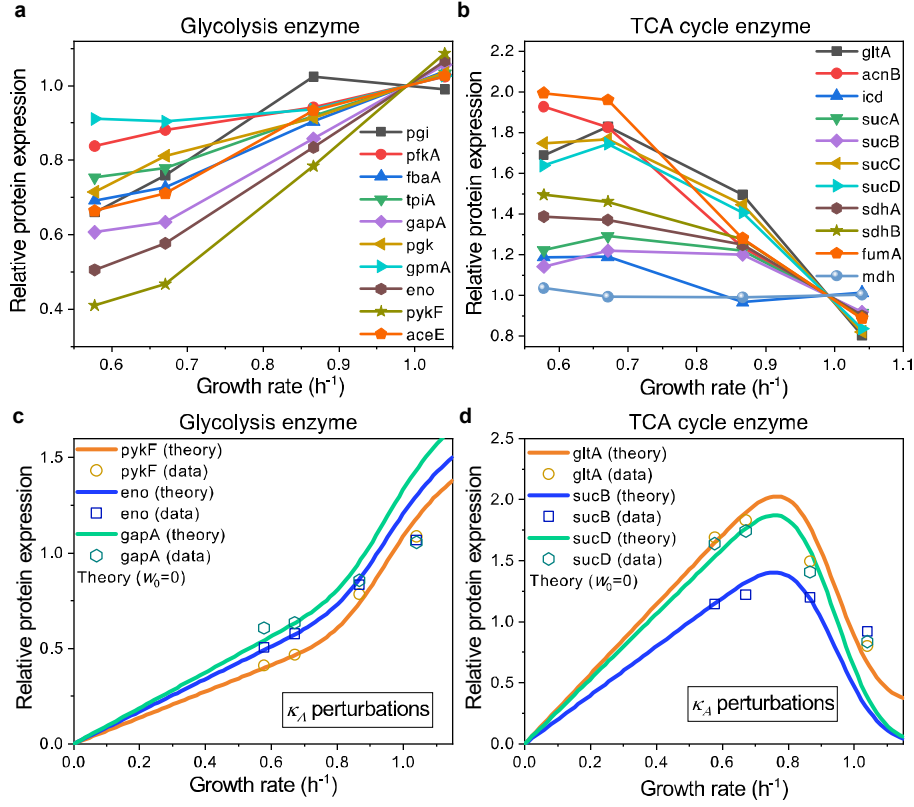 a
Glycolysis enzyme
Relative protein expression
1.0
0.8
0.6
0.4
pgi
pfkA
fbaA
tpiA
gapA
pgk
gpmA
eno
pykF
aceE
0.6 0.7 0.8 0.9 1.0
Growth rate (h⁻¹)
b
TCA cycle enzyme
Relative protein expression
2.2
2.0
1.8
1.6
1.4
1.2
1.0
0.8
gltA
acnB
icd
sucA
sucB
sucC
sucD
sdhA
sdhB
fumA
mdh
0.6 0.7 0.8 0.9 1.0 1.1
Growth rate (h⁻¹)
c
Glycolysis enzyme
Relative protein expression
1.5
1.0
0.5
0.0
pykF (theory)
pykF (data)
eno (theory)
eno (data)
gapA (theory)
gapA (data)
Theory (w₀=0)
κ_A perturbations
0.0 0.2 0.4 0.6 0.8 1.0
Growth rate (h⁻¹)
d
TCA cycle enzyme
Relative protein expression
2.5
2.0
1.5
1.0
0.5
0.0
gltA (theory)
gltA (data)
sucB (theory)
sucB (data)
sucD (theory)
sucD (data)
Theory (w₀=0)
κ_A perturbations
0.0 0.2 0.4 0.6 0.8 1.0
Growth rate (h⁻¹)